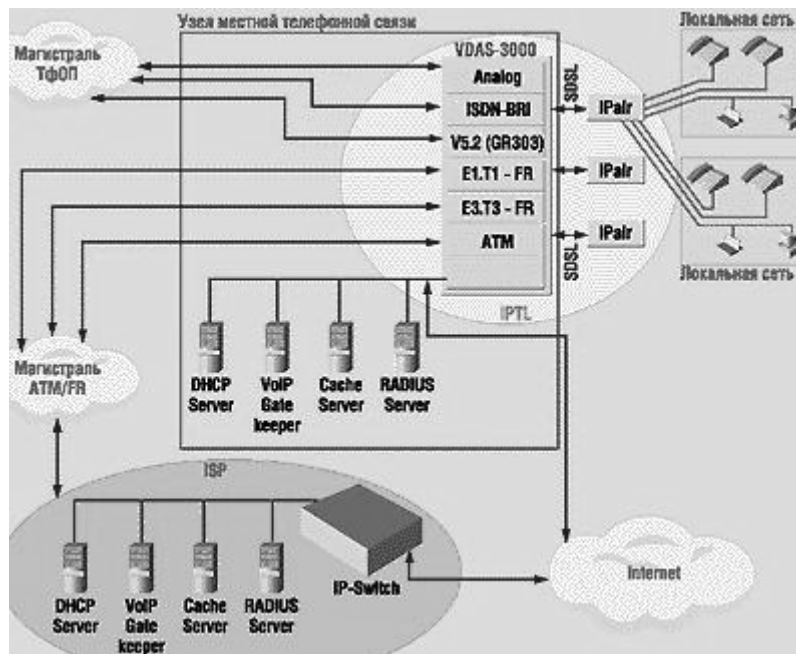 Узел местной телефонной связи
Локальная сеть
Магистраль
ТфОП
VDAS-3000
Analog
ISDN-BRI
V5.2 (GR303)
E1.T1 - FR
E3.T3 - FR
ATM
SDSL
SDSL
IPair
IPair
IPair
Локальная сеть
IPTL
DHCP
Server
VoIP
Gate
keeper
Cache
Server
RADIUS
Server
Магистраль
ATM/FR
ISP
IP-Switch
DHCP
Server
VoIP
Gate
keeper
Cache
Server
RADIUS
Server
Internet